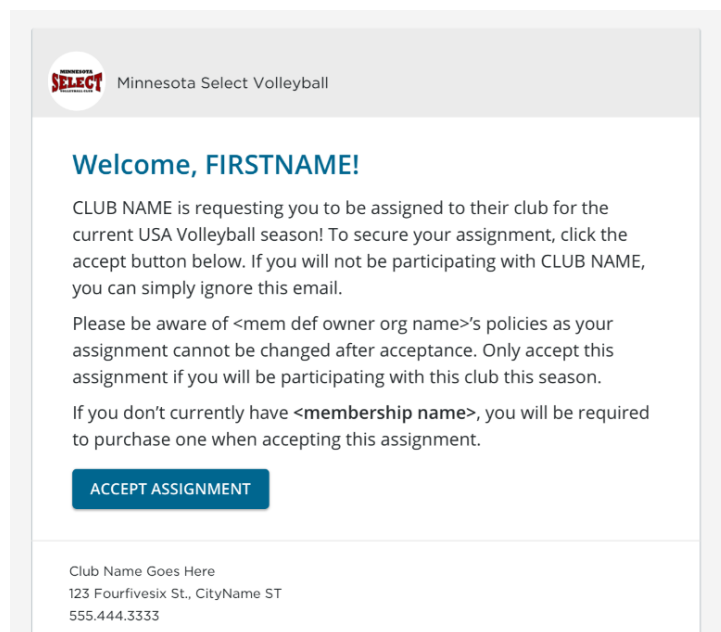 MINNESOTA
SELECT
VOLLEYBALL CLUB
Minnesota Select Volleyball
Welcome, FIRSTNAME!
CLUB NAME is requesting you to be assigned to their club for the
current USA Volleyball season! To secure your assignment, click the
accept button below. If you will not be participating with CLUB NAME,
you can simply ignore this email.
Please be aware of <mem def owner org name>’s policies as your
assignment cannot be changed after acceptance. Only accept this
assignment if you will be participating with this club this season.
If you don’t currently have <membership name>, you will be required
to purchase one when accepting this assignment.
ACCEPT ASSIGNMENT
Club Name Goes Here
123 Fourfivesix St., CityName ST
555.444.3333